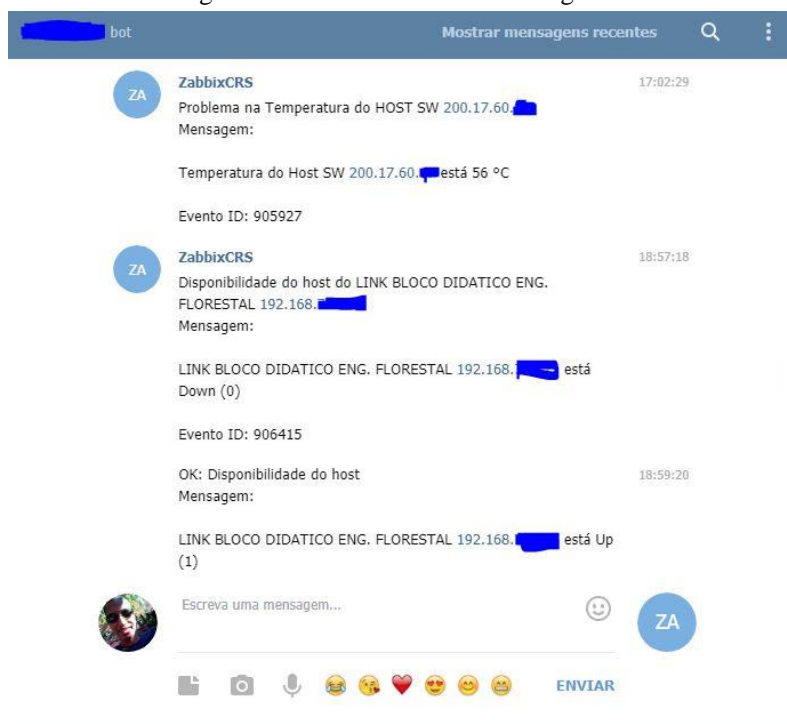 bot
Mostrar mensagens recentes
ZA
ZabbixCRS
17:02:29
Problema na Temperatura do HOST SW 200.17.60.
Mensagem:
Temperatura do Host SW 200.17.60. está 56 °C
Evento ID: 905927
ZA
ZabbixCRS
18:57:18
Disponibilidade do host do LINK BLOCO DIDATICO ENG.
FLORESTAL 192.168.
Mensagem:
LINK BLOCO DIDATICO ENG. FLORESTAL 192.168. está
Down (0)
Evento ID: 906415
OK: Disponibilidade do host
18:59:20
Mensagem:
LINK BLOCO DIDATICO ENG. FLORESTAL 192.168. está Up
(1)
Escreva uma mensagem...
ZA
ENVIAR